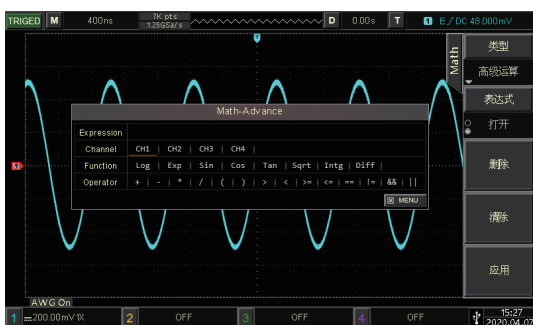 TRIGED M 400ns 7K pts 1.25GSa/s D 0.00s T 1 E/DC 48.000mV
Math
类型
高级运算
表达式
打开
删除
清除
应用
Math-Advance
Expression
Channel CH1 | CH2 | CH3 | CH4 |
Function Log | Exp | Sin | Cos | Tan | Sqrt | Intg | Diff |
Operator + | - | * | / | ( | ) | > | < | >= | <= | == | != | && | ||
MENU
AWG On
1 200.00mV 1X 2 OFF 3 OFF 4 OFF 15:27
2020.04.07